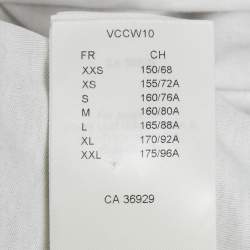 VCCW10
FR CH
XXS 150/68
XS 155/72A
S 160/76A
M 160/80A
L 165/88A
XL 170/92A
XXL 175/96A
CA 36929